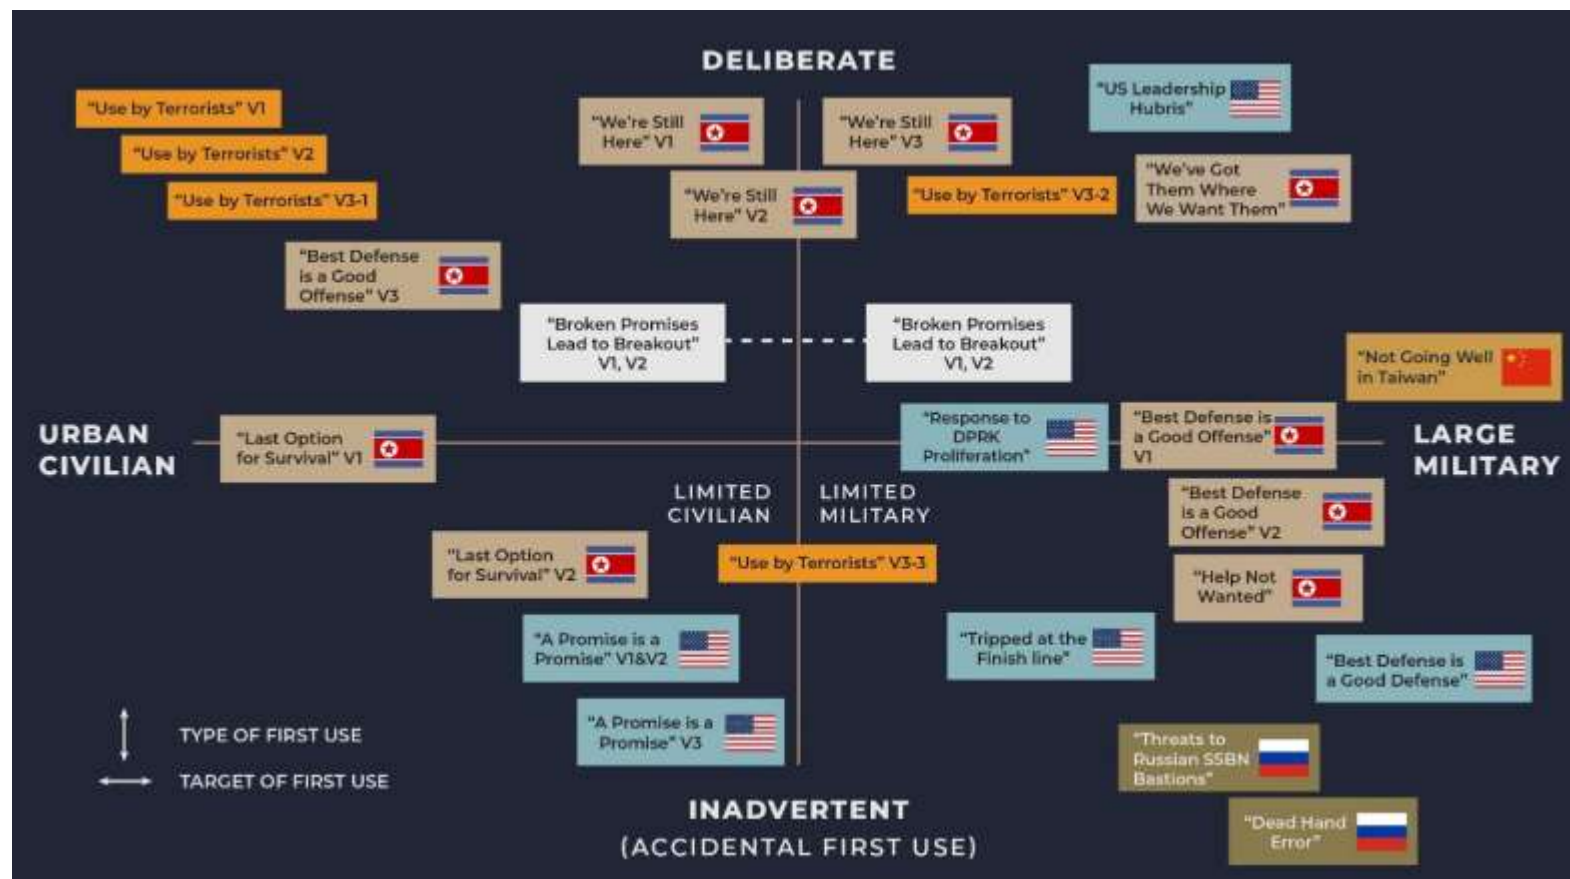 DELIBERATE
“US Leadership
Hubris”
“Use by Terrorists” V1
“Use by Terrorists” V2
“Use by Terrorists” V3-1
“We’re Still
Here” V1
“We’re Still
Here” V3
“We’re Still
Here” V2
“Use by Terrorists” V3-2
“We’ve Got
Them Where
We Want Them”
“Best Defense
is a Good
Offense” V3
“Broken Promises
Lead to Breakout”
V1, V2
“Broken Promises
Lead to Breakout”
V1, V2
“Not Going Well
in Taiwan”
URBAN
CIVILIAN
“Last Option
for Survival” V1
“Response to
DPRK
Proliferation”
“Best Defense is
a Good Offense”
V1
LARGE
MILITARY
LIMITED
CIVILIAN
LIMITED
MILITARY
“Best Defense
is a Good
Offense” V2
“Last Option
for Survival” V2
“Use by Terrorists” V3-3
“Help Not
Wanted”
“A Promise is a
Promise” V1&V2
“Tripped at the
Finish line”
“Best Defense is
a Good Defense”
“A Promise is a
Promise” V3
“Threats to
Russian SSBN
Bastions”
“Dead Hand
Error”
TYPE OF FIRST USE
TARGET OF FIRST USE
INADVERTENT
(ACCIDENTAL FIRST USE)